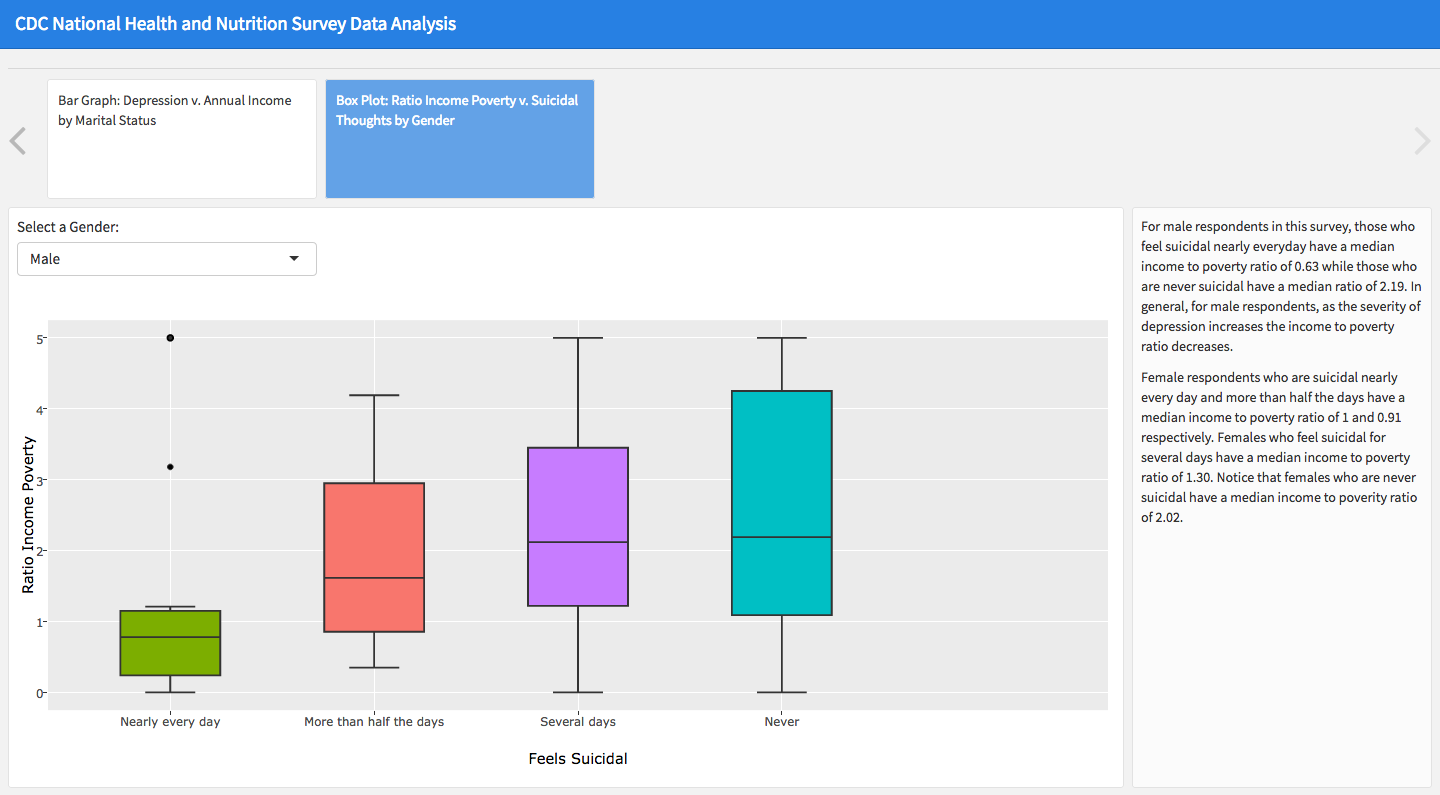 CDC National Health and Nutrition Survey Data Analysis
Bar Graph: Depression v. Annual Income
by Marital Status
Box Plot: Ratio Income Poverty v. Suicidal
Thoughts by Gender
Select a Gender:
Male
Ratio Income Poverty
5
4
3
2
1
0
Nearly every day
More than half the days
Several days
Never
Feels Suicidal
For male respondents in this survey, those who
feel suicidal nearly everyday have a median
income to poverty ratio of 0.63 while those who
are never suicidal have a median ratio of 2.19. In
general, for male respondents, as the severity of
depression increases the income to poverty
ratio decreases.
Female respondents who are suicidal nearly
every day and more than half the days have a
median income to poverty ratio of 1 and 0.91
respectively. Females who feel suicidal for
several days have a median income to poverty
ratio of 1.30. Notice that females who are never
suicidal have a median income to poverity ratio
of 2.02.